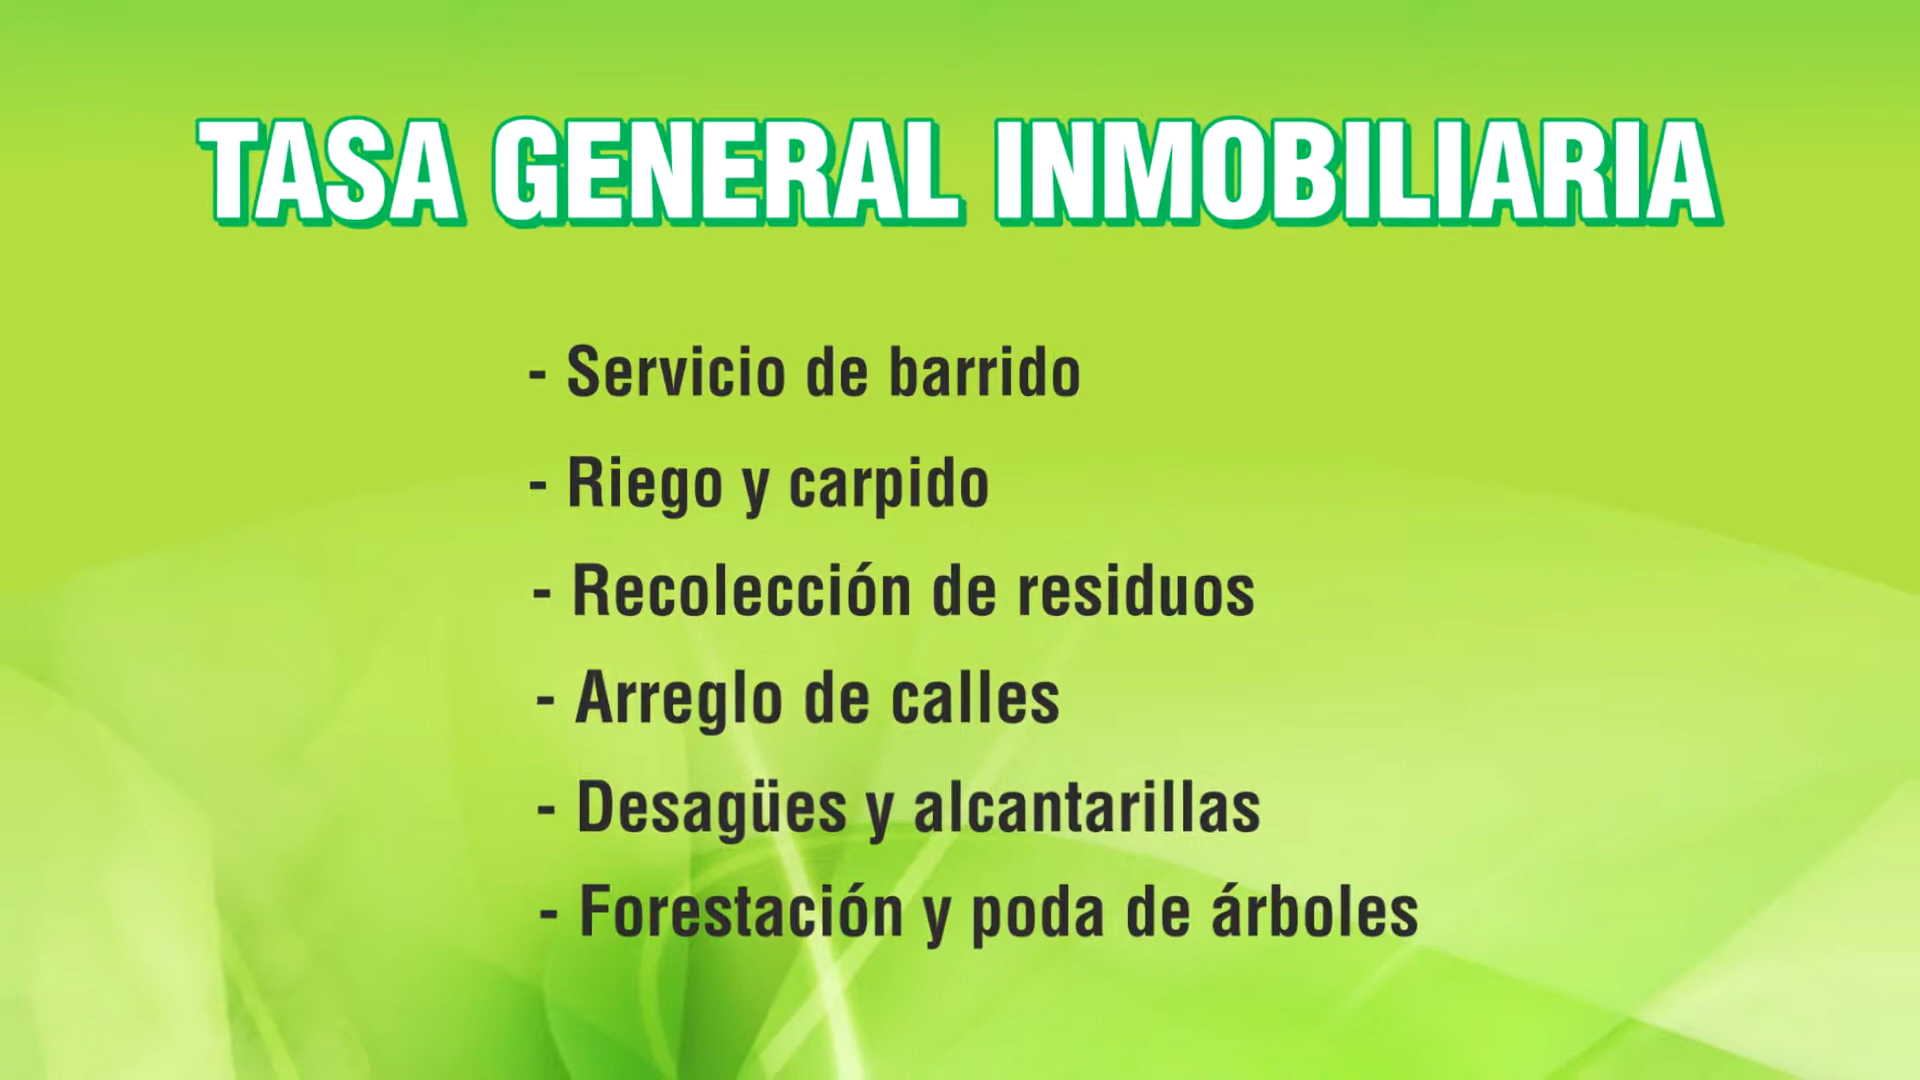 TASA GENERAL INMOBILIARIA
- Servicio de barrido
- Riego y carpido
- Recolección de residuos
- Arreglo de calles
- Desagües y alcantarillas
- Forestación y poda de árboles